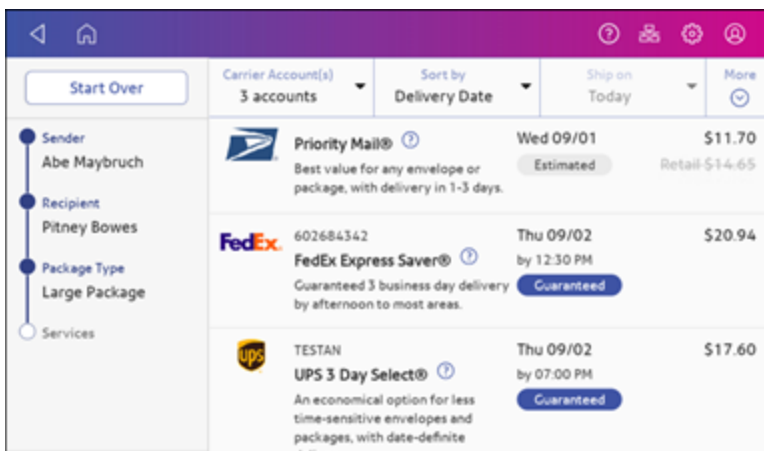 Start Over
Carrier Account(s)
3 accounts
Sort by
Delivery Date
Ship on
Today
More
Sender
Abe Maybruch
Recipient
Pitney Bowes
Package Type
Large Package
Services
Priority Mail® ?
Best value for any envelope or
package, with delivery in 1-3 days.
Wed 09/01
Estimated
$11.70
Retail $14.65
FedEx.
602684342
FedEx Express Saver® ?
Guaranteed 3 business day delivery
by afternoon to most areas.
Thu 09/02
by 12:30 PM
Guaranteed
$20.94
ups
TESTAN
UPS 3 Day Select® ?
An economical option for less
time-sensitive envelopes and
packages, with date-definite
Thu 09/02
by 07:00 PM
Guaranteed
$17.60